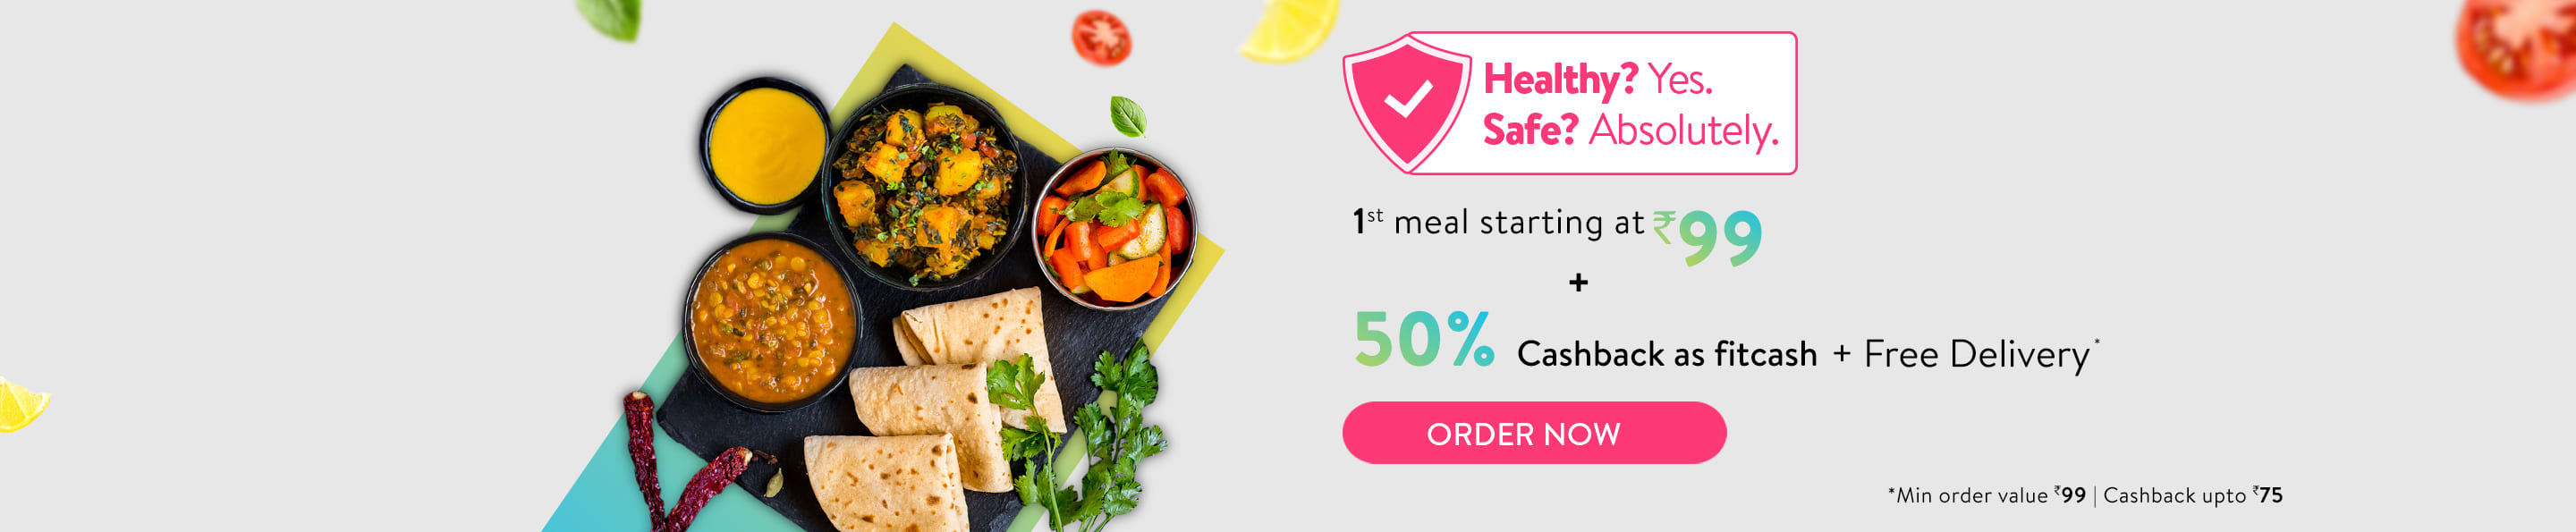 Healthy? Yes.
Safe? Absolutely.
1st meal starting at ₹99
+
50% Cashback as fitcash + Free Delivery*
ORDER NOW
*Min order value ₹99 | Cashback upto ₹75